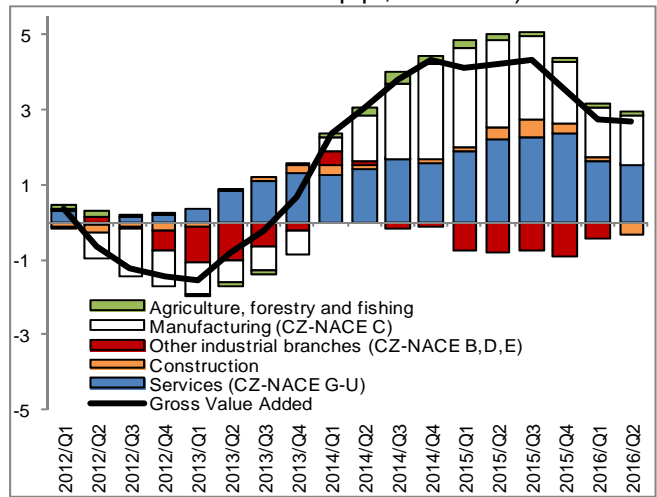 5
3
1
-1
-3
-5
Agriculture, forestry and fishing
Manufacturing (CZ-NACE C)
Other industrial branches (CZ-NACE B,D,E)
Construction
Services (CZ-NACE G-U)
Gross Value Added
2012/Q1
2012/Q2
2012/Q3
2012/Q4
2013/Q1
2013/Q2
2013/Q3
2013/Q4
2014/Q1
2014/Q2
2014/Q3
2014/Q4
2015/Q1
2015/Q2
2015/Q3
2015/Q4
2016/Q1
2016/Q2